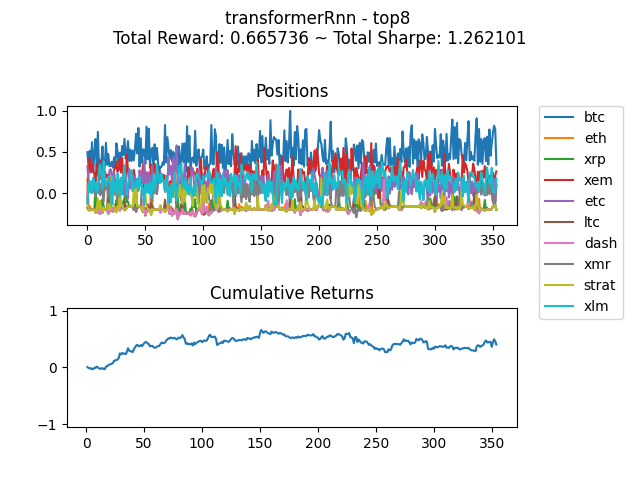 transformerRnn - top8
Total Reward: 0.665736 ~ Total Sharpe: 1.262101
Positions
1.0
0.5
0.0
0 50 100 150 200 250 300 350
btc
eth
xrp
xem
etc
ltc
dash
xmr
strat
xlm
Cumulative Returns
1
0
−1
0 50 100 150 200 250 300 350